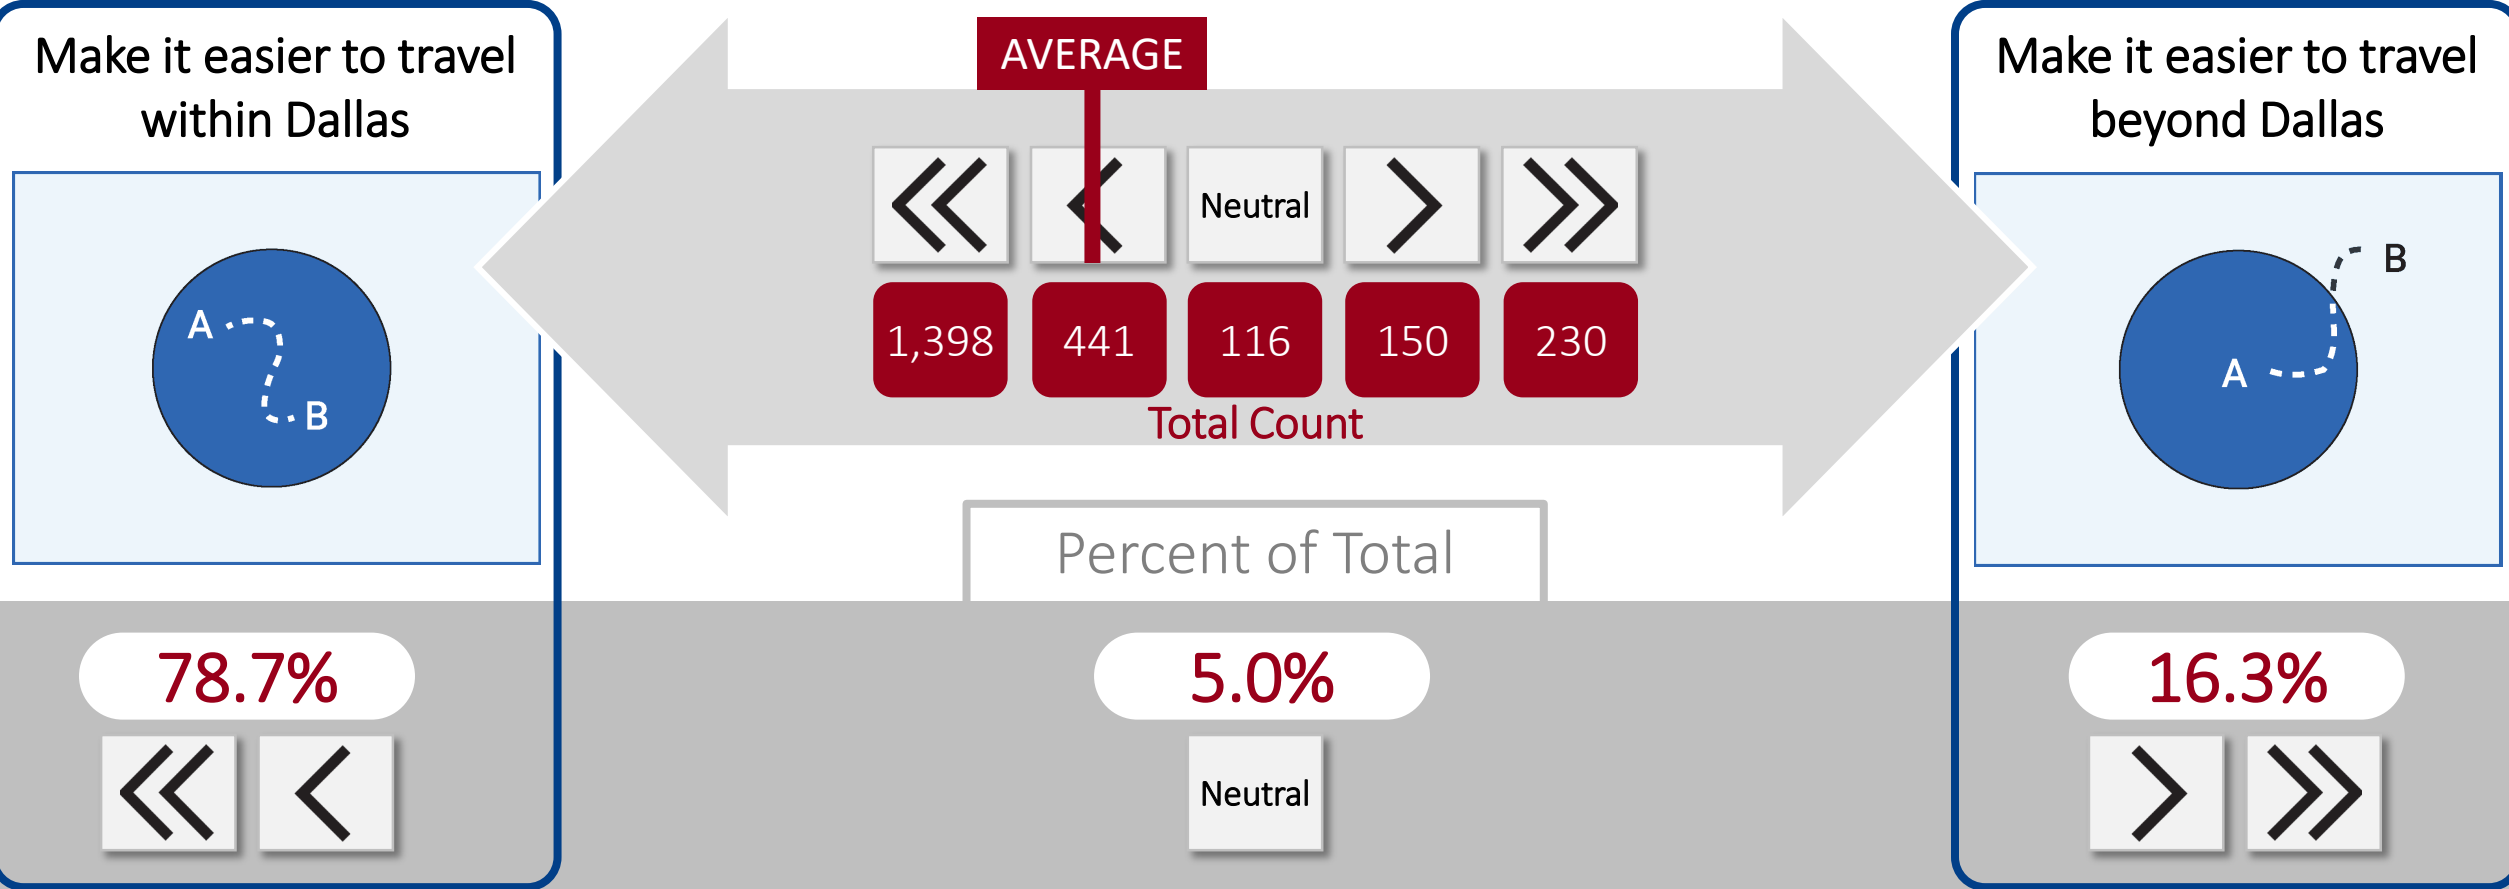 Make it easier to travel
within Dallas
A
B
AVERAGE
Neutral
1,398 441 116 150 230
Total Count
Make it easier to travel
beyond Dallas
B
A
Percent of Total
78.7% 5.0% 16.3%
Neutral